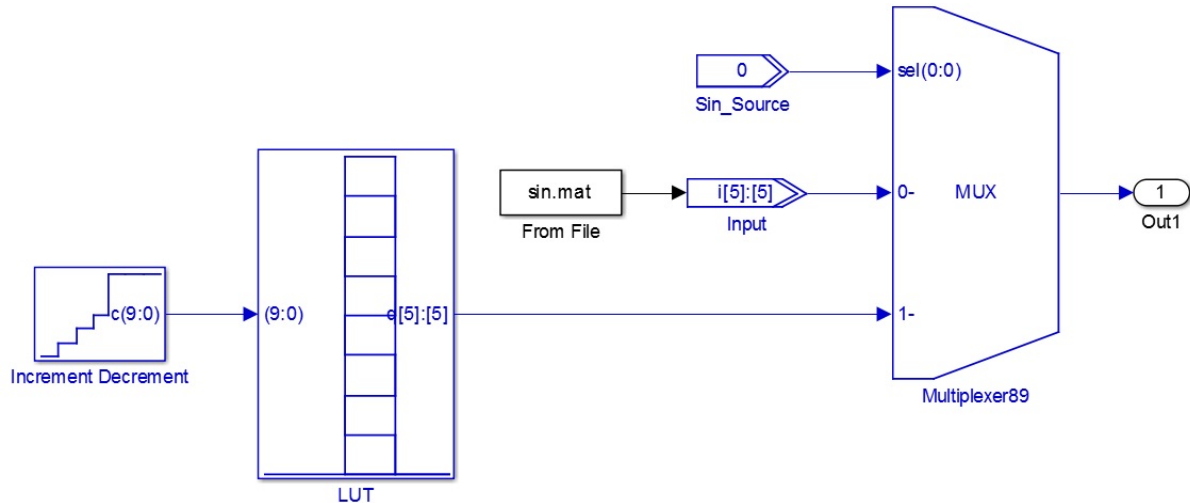 0
sel(0:0)
Sin_Source
sin.mat
i[5]:[5]
0-
MUX
1
From File
Input
Out1
c(9:0)
(9:0)
q[5]:[5]
1-
Increment Decrement
Multiplexer89
LUT